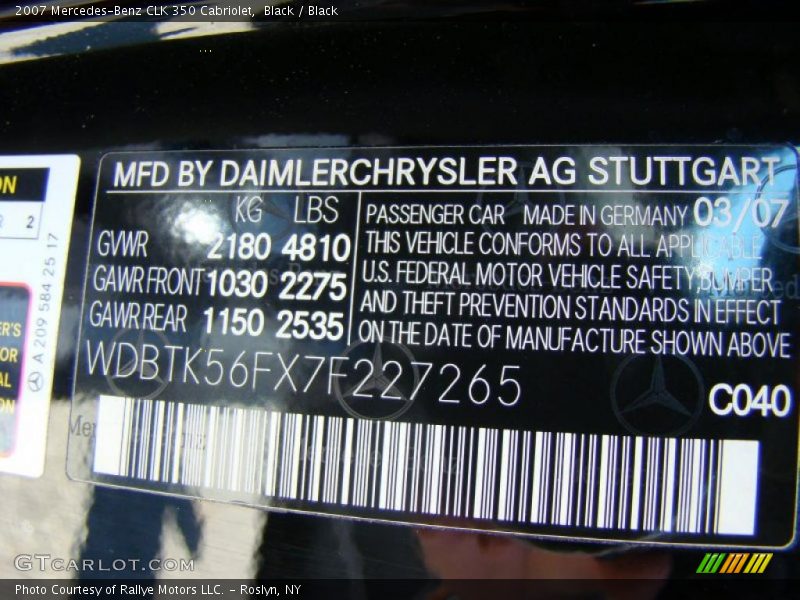 2007 Mercedes-Benz CLK 350 Cabriolet,  Black / Black
MFD BY DAIMLERCHRYSLER AG STUTTGART
KG LBS
GVWR 2180 4810
GAWR FRONT 1030 2275
GAWR REAR 1150 2535
PASSENGER CAR MADE IN GERMANY 03/07
THIS VEHICLE CONFORMS TO ALL APPLICABLE
U.S. FEDERAL MOTOR VEHICLE SAFETY, BUMPER
AND THEFT PREVENTION STANDARDS IN EFFECT
ON THE DATE OF MANUFACTURE SHOWN ABOVE
WDBTK56FX7F227265
C040
2
A 209 584 25 17
GTCARLOT.COM
Photo Courtesy of Rallye Motors LLC. - Roslyn, NY